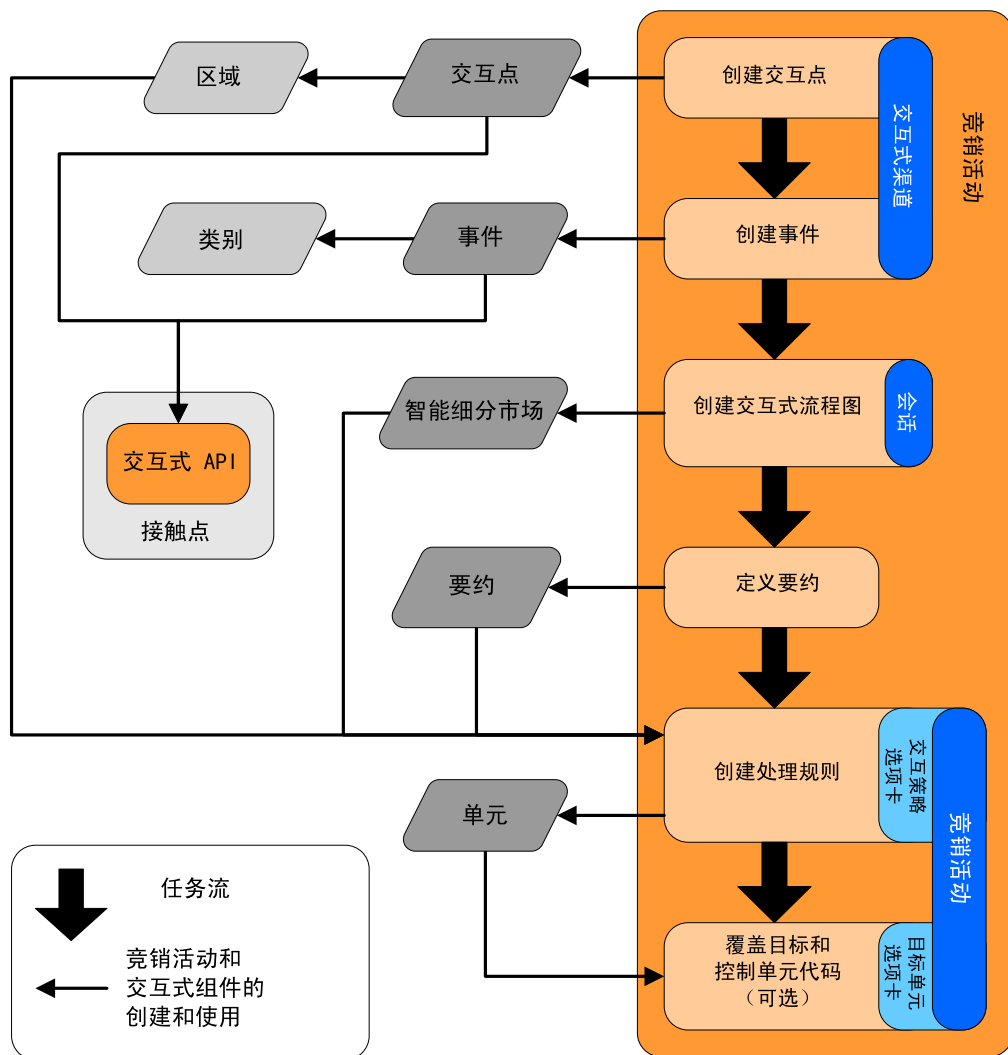 区域
交互点
创建交互点
交互式渠道
竞销活动
类别
事件
创建事件
智能细分市场
创建交互式流程图
会话
交互式 API
接触点
要约
定义要约
创建处理规则
交互策略
选项卡
竞销活动
单元
覆盖目标和
控制单元代码
（可选）
目标单元
选项卡
任务流
竞销活动和
交互式组件的
创建和使用